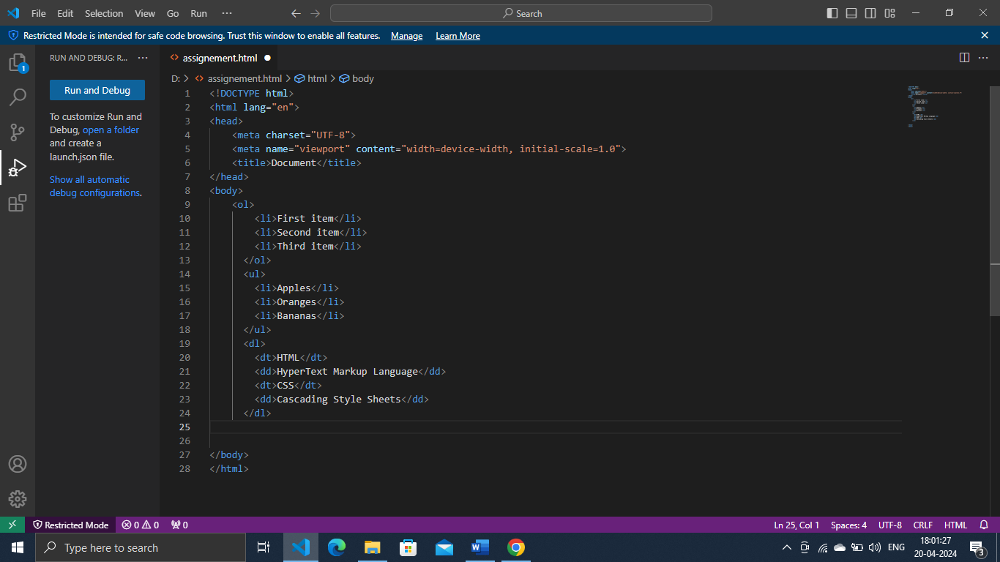 File Edit Selection View Go Run ··· Search
Restricted Mode is intended for safe code browsing. Trust this window to enable all features. Manage Learn More
RUN AND DEBUG: R... ···
assignement.html
1
Run and Debug
To customize Run and
Debug, open a folder
and create a
launch.json file.
Show all automatic
debug configurations.
D: > assignement.html > html > body
1 <!DOCTYPE html>
2 <html lang="en">
3 <head>
4 <meta charset="UTF-8">
5 <meta name="viewport" content="width=device-width, initial-scale=1.0">
6 <title>Document</title>
7 </head>
8 <body>
9 <ol>
10 <li>First item</li>
11 <li>Second item</li>
12 <li>Third item</li>
13 </ol>
14 <ul>
15 <li>Apples</li>
16 <li>Oranges</li>
17 <li>Bananas</li>
18 </ul>
19 <dl>
20 <dt>HTML</dt>
21 <dd>HyperText Markup Language</dd>
22 <dt>CSS</dt>
23 <dd>Cascading Style Sheets</dd>
24 </dl>
25
26
27 </body>
28 </html>
Restricted Mode 0 0 0 Ln 25, Col 1 Spaces: 4 UTF-8 CRLF HTML
Type here to search
ENG
18:01:27
20-04-2024
3